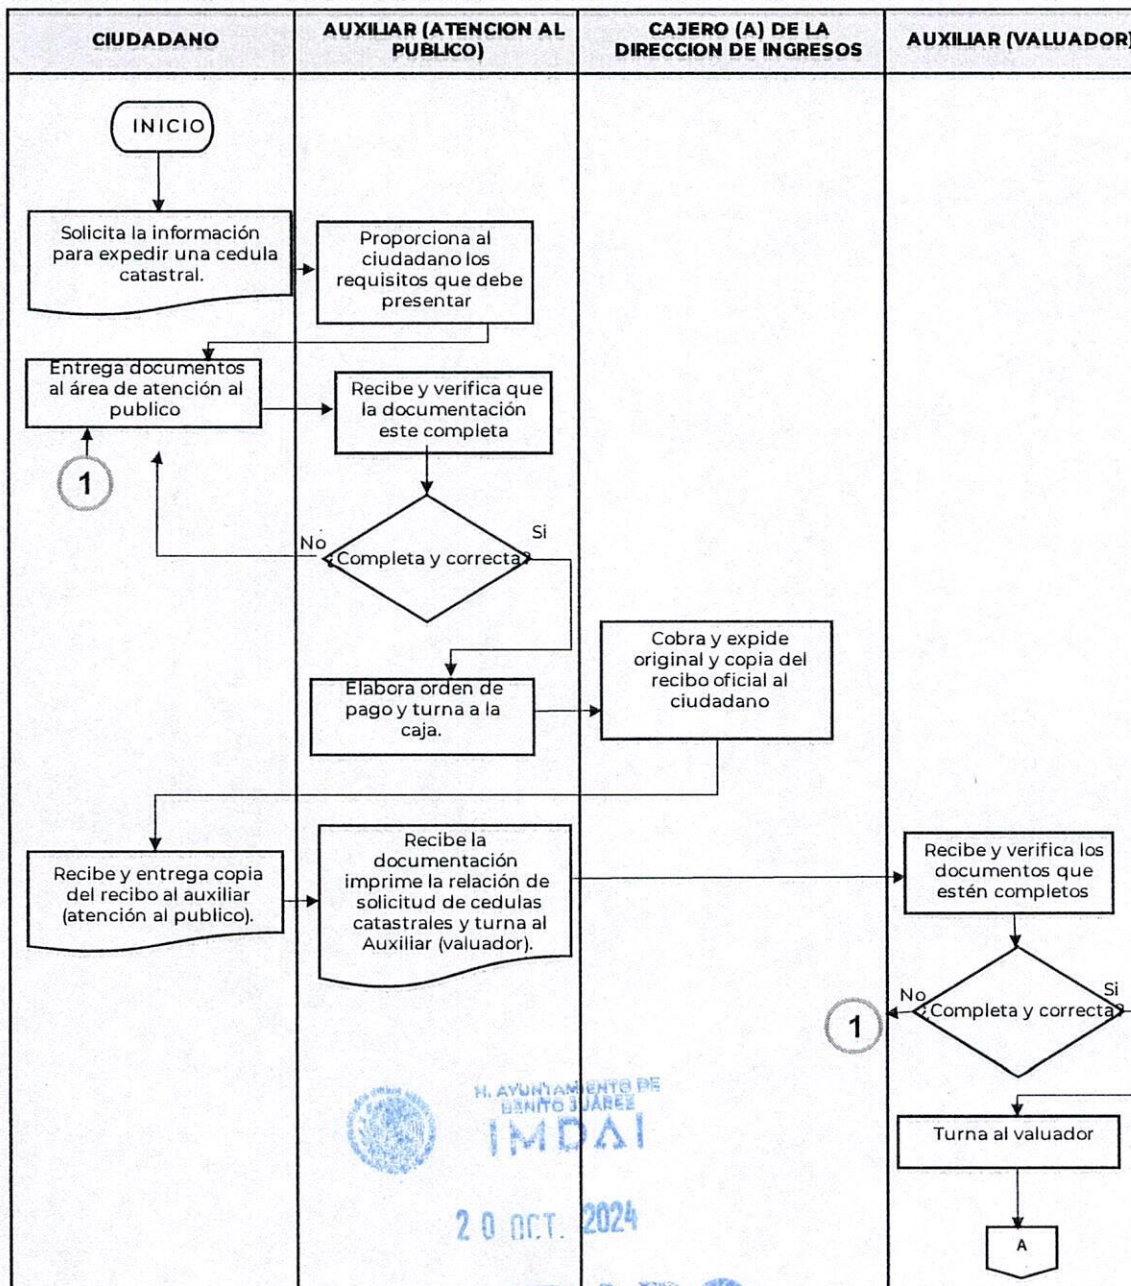 CIUDADANO
AUXILIAR (ATENCION AL
PUBLICO)
CAJERO (A) DE LA
DIRECCION DE INGRESOS
AUXILIAR (VALUADOR)
INICIO
Solicita la información
para expedir una cedula
catastral.
Proporciona al
ciudadano los
requisitos que debe
presentar
Entrega documentos
al área de atención al
publico
Recibe y verifica que
la documentación
este completa
1
No
Si
¿Completa y correcta?
Elabora orden de
pago y turna a la
caja.
Cobra y expide
original y copia del
recibo oficial al
ciudadano
Recibe y entrega copia
del recibo al auxiliar
(atención al publico).
Recibe la
documentación
imprime la relación de
solicitud de cedulas
catastrales y turna al
Auxiliar (valuador).
Recibe y verifica los
documentos que
estén completos
No
Si
¿Completa y correcta?
1
Turna al valuador
A
H. AYUNTAMIENTO DE
BENITO JUÁREZ
IMDAI
20 OCT. 2024